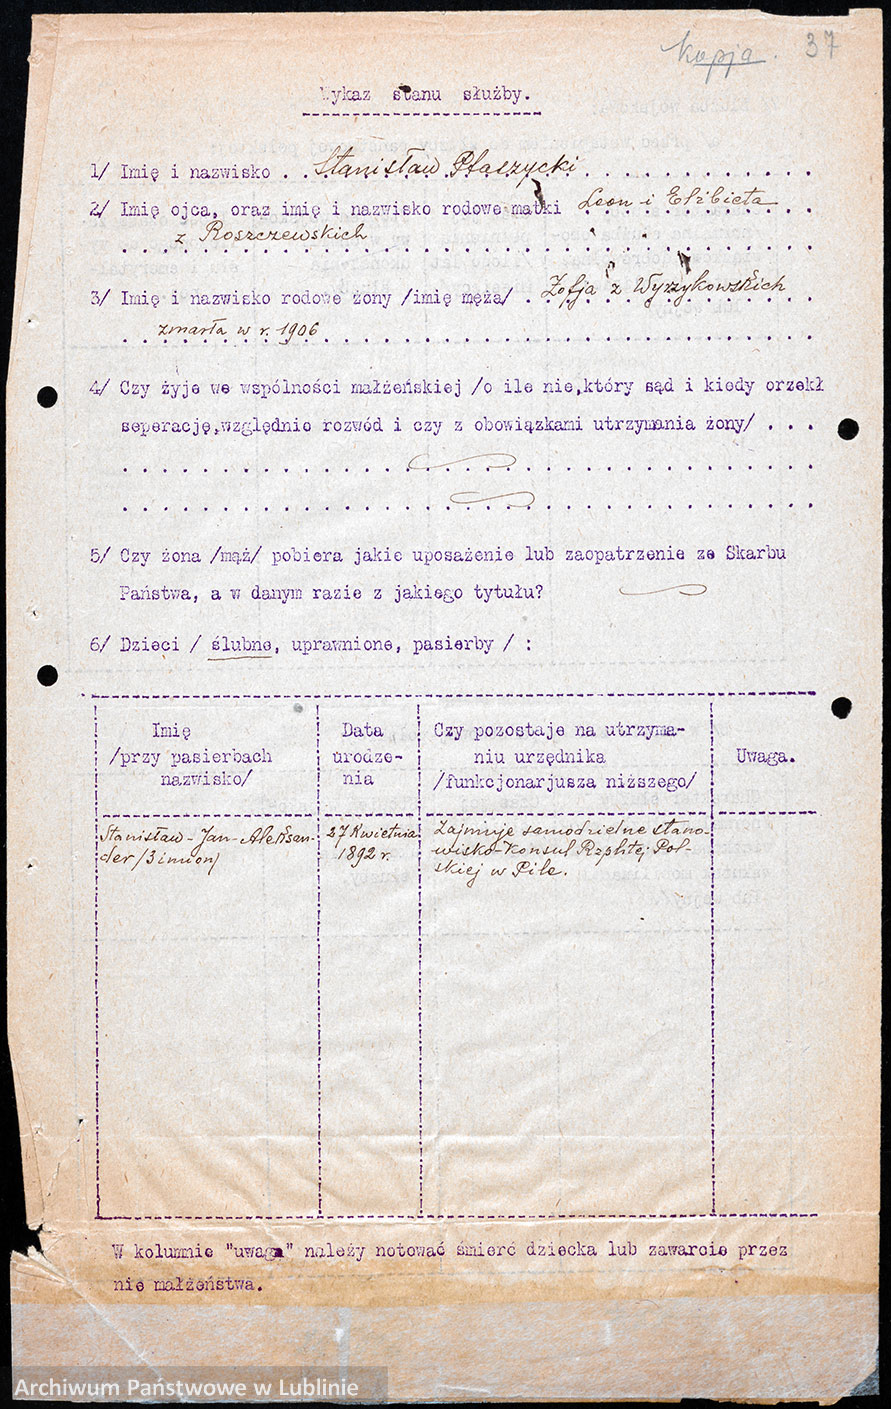 kopja. 37
Wykaz stanu służby.
1/ Imię i nazwisko . . Stanisław Ptaszycki
2/ Imię ojca, oraz imię i nazwisko rodowe matki Leon i Elżbieta
z Roszczewskich
3/ Imię i nazwisko rodowe żony /imię męża/ . Zofja z Wyrzykowskich
zmarła w r. 1906
4/ Czy żyje we wspólności małżeńskiej /o ile nie,który sąd i kiedy orzekł
seperację,względnie rozwód i czy z obowiązkami utrzymania żony/ . . .
5/ Czy żona /mąż/ pobiera jakie uposażenie lub zaopatrzenie ze Skarbu
Państwa, a w danym razie z jakiego tytułu?
6/ Dzieci / ślubne, uprawnione, pasierby / :
Imię
/przy pasierbach
nazwisko/
Data
urodze-
nia
Czy pozostaje na utrzyma-
niu urzędnika
/funkcjonarjusza niższego/
Uwaga.
Stanisław-Jan-Aleksan-
der /3 imion/
27 Kwietnia
1892 r.
Zajmuje samodzielne stano-
wisko-Konsul Rzplitej Pol-
skiej w Pile.
W kolumnie "uwaga" należy notować śmierć dziecka lub zawarcie przez
nie małżeństwa.
Archiwum Państwowe w Lublinie